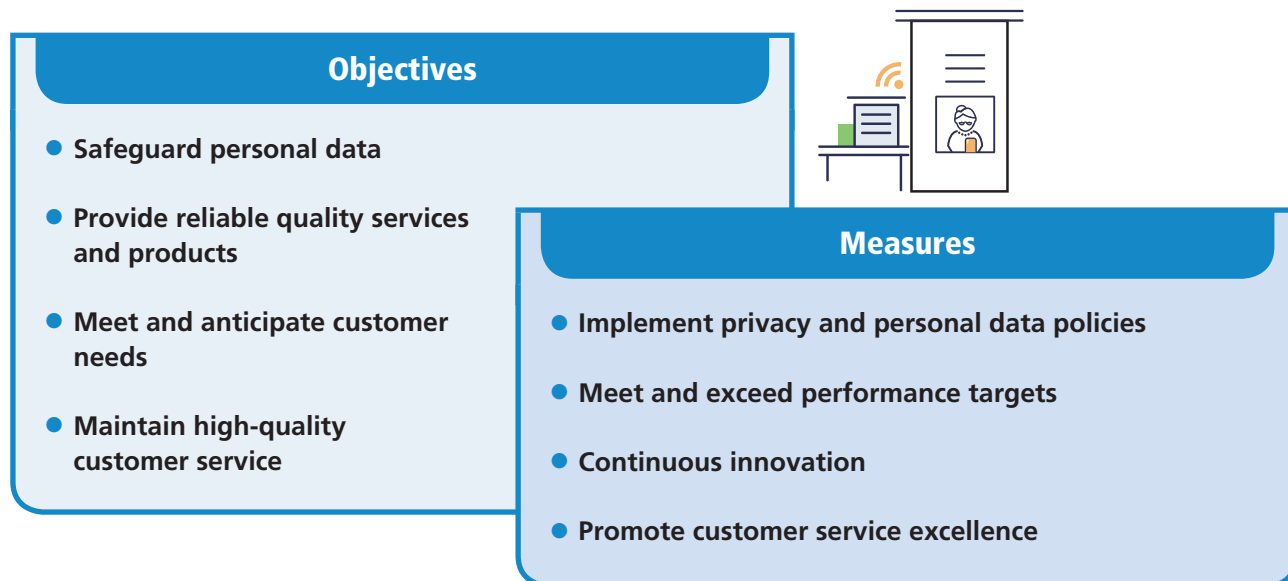 Objectives
Safeguard personal data
Provide reliable quality services
and products
Meet and anticipate customer
needs
Maintain high-quality
customer service
Measures
Implement privacy and personal data policies
Meet and exceed performance targets
Continuous innovation
Promote customer service excellence